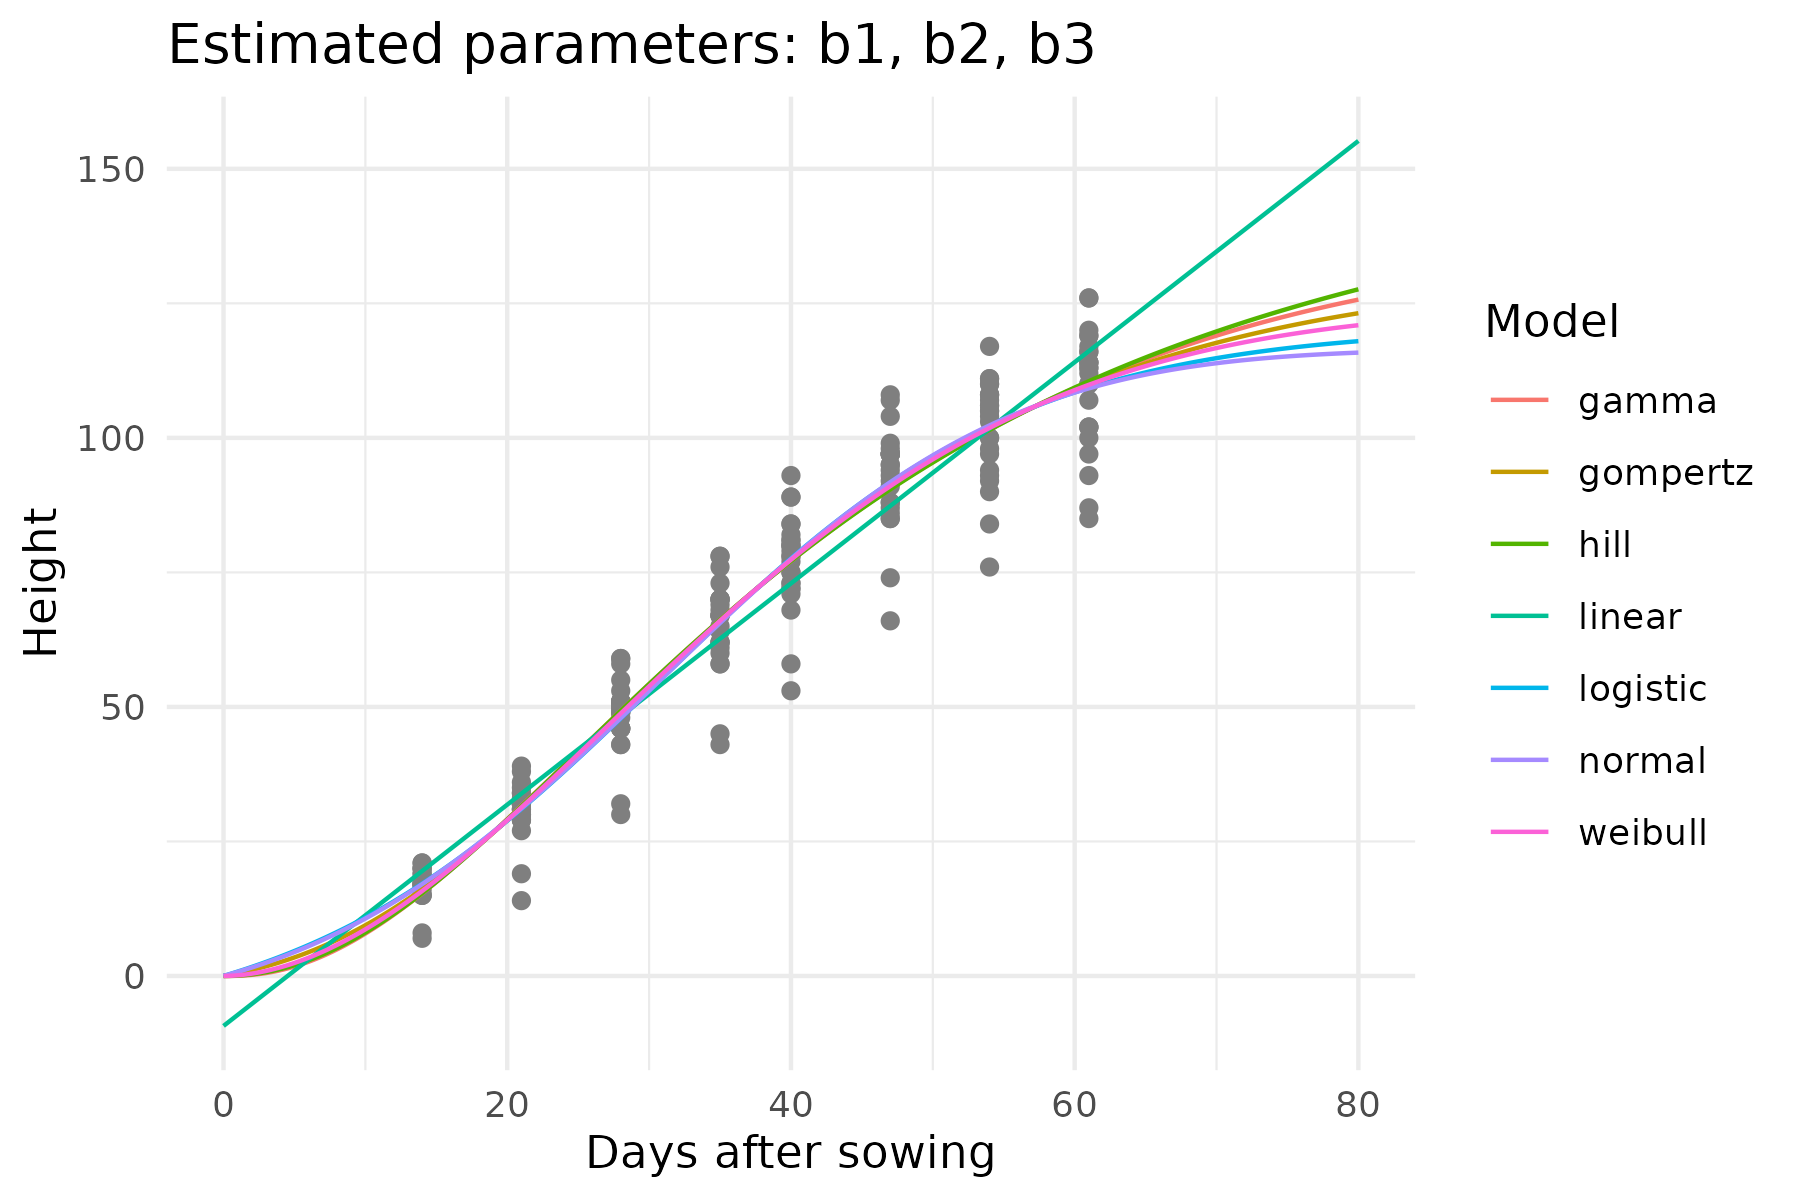 Estimated parameters: b1, b2, b3
150
100
50
0
Height
0 20 40 60 80
Days after sowing
Model
gamma
gompertz
hill
linear
logistic
normal
weibull